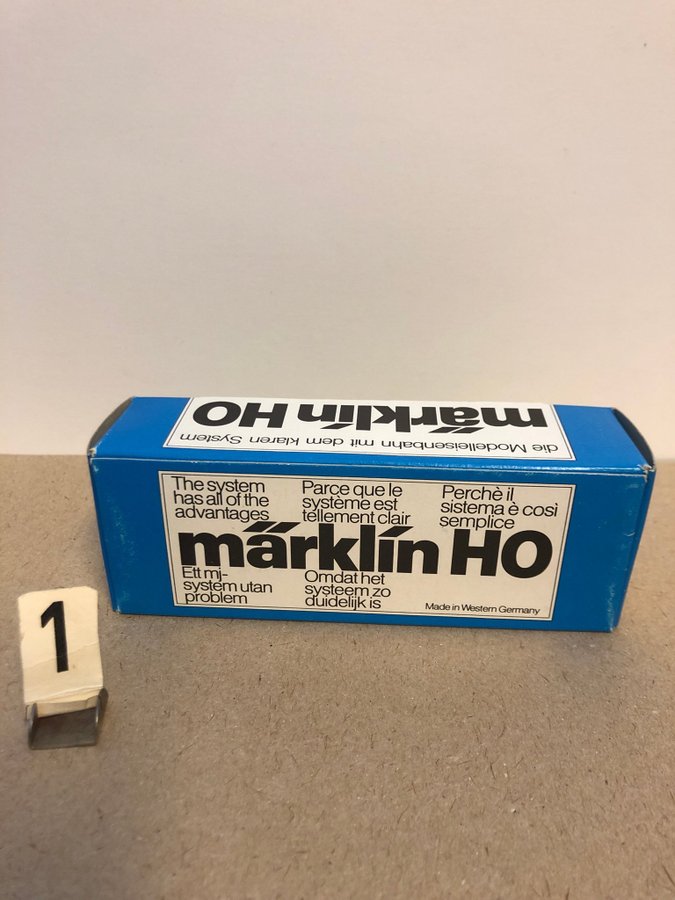 märklin HO
die Modelleisenbahn mit dem klaren System
The system
has all of the
advantages
Parce que le
système est
tellement clair
Perchè il
sistema è così
semplice
märklin HO
Ett mj-
system utan
problem
Omdat het
systeem zo
duidelijk is
Made in Western Germany
1